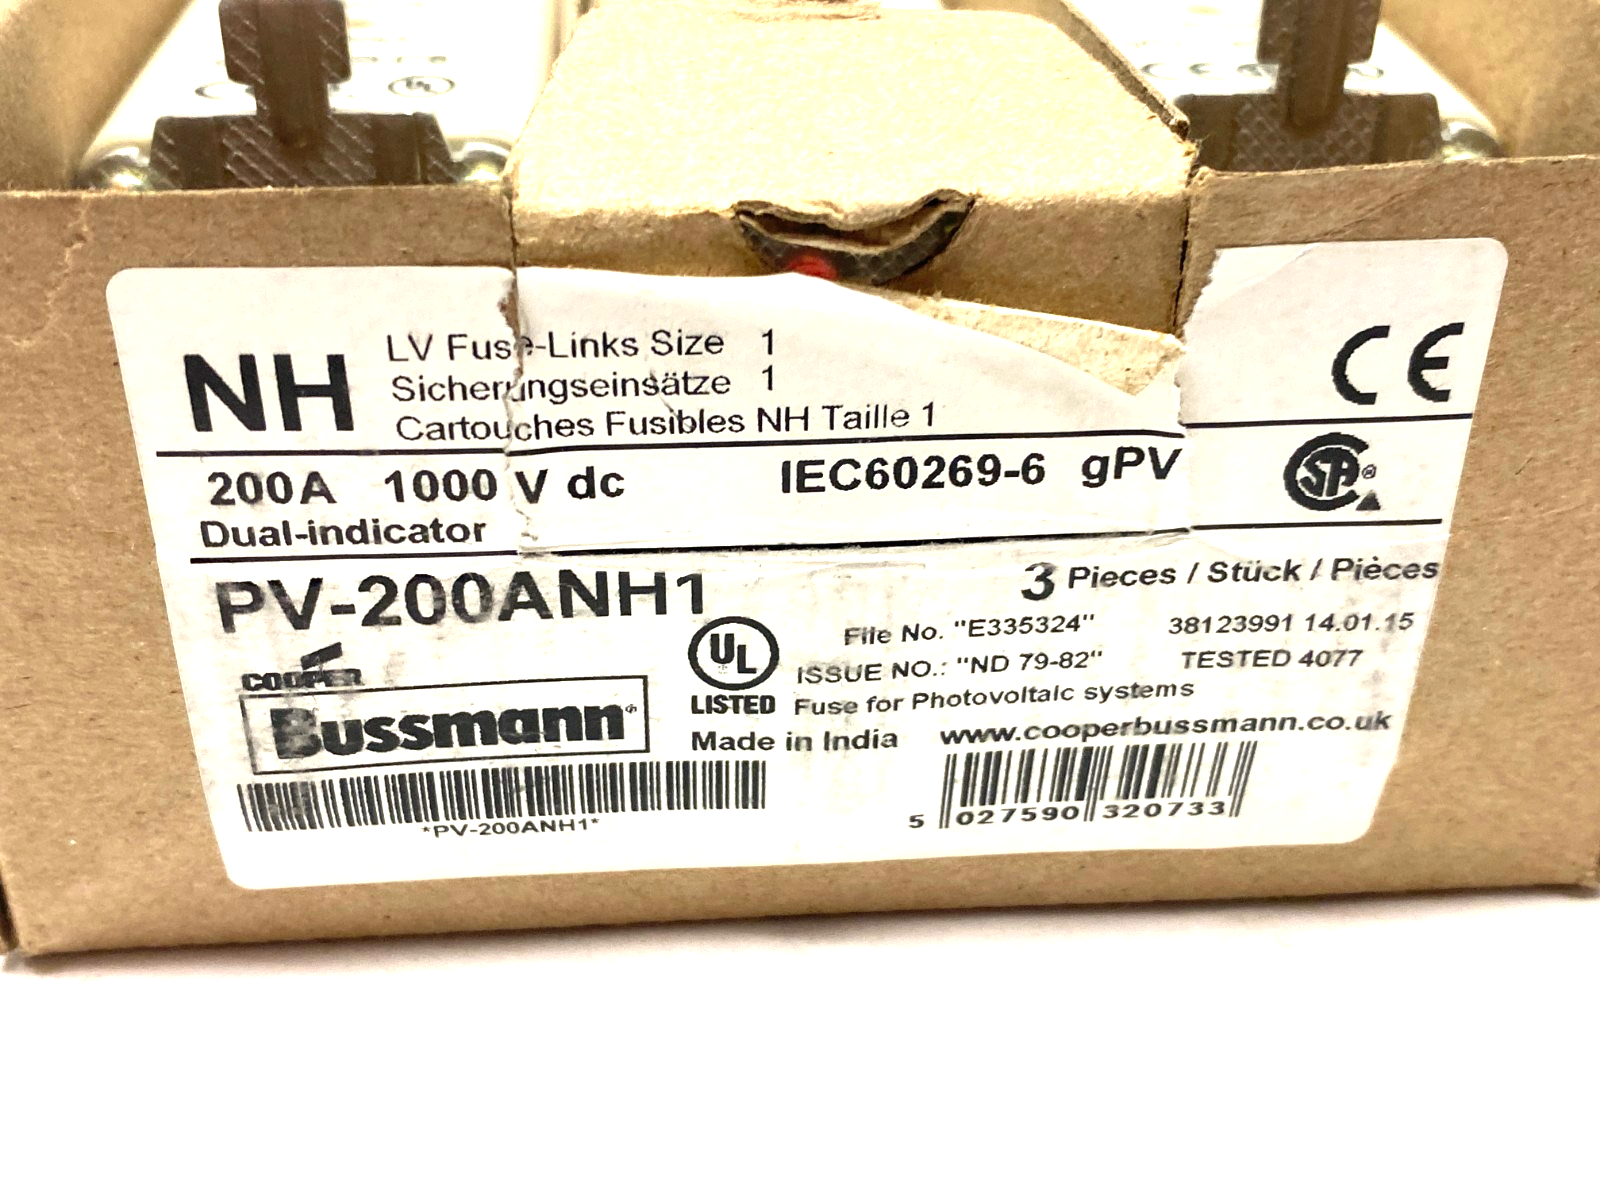 NH
LV Fuse-Links Size 1
Sicherungseinsätze 1
Cartouches Fusibles NH Taille 1
CE
200A 1000 V dc IEC60269-6 gPV
SP®
Dual-indicator
PV-200ANH1
3 Pieces / Stück / Pièces
File No. "E335324" 38123991 14.01.15
ISSUE NO.: "ND 79-82" TESTED 4077
UL
LISTED
Fuse for Photovoltaic systems
Made in India www.cooperbussmann.co.uk
COOPER
Bussmann®
*PV-200ANH1*
5 027590 320733